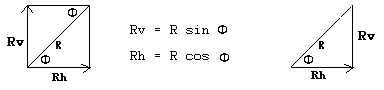 Φ
Rv
R
Φ
Rh
Rv = R sin Φ
Rh = R cos Φ
R
Rv
Φ
Rh